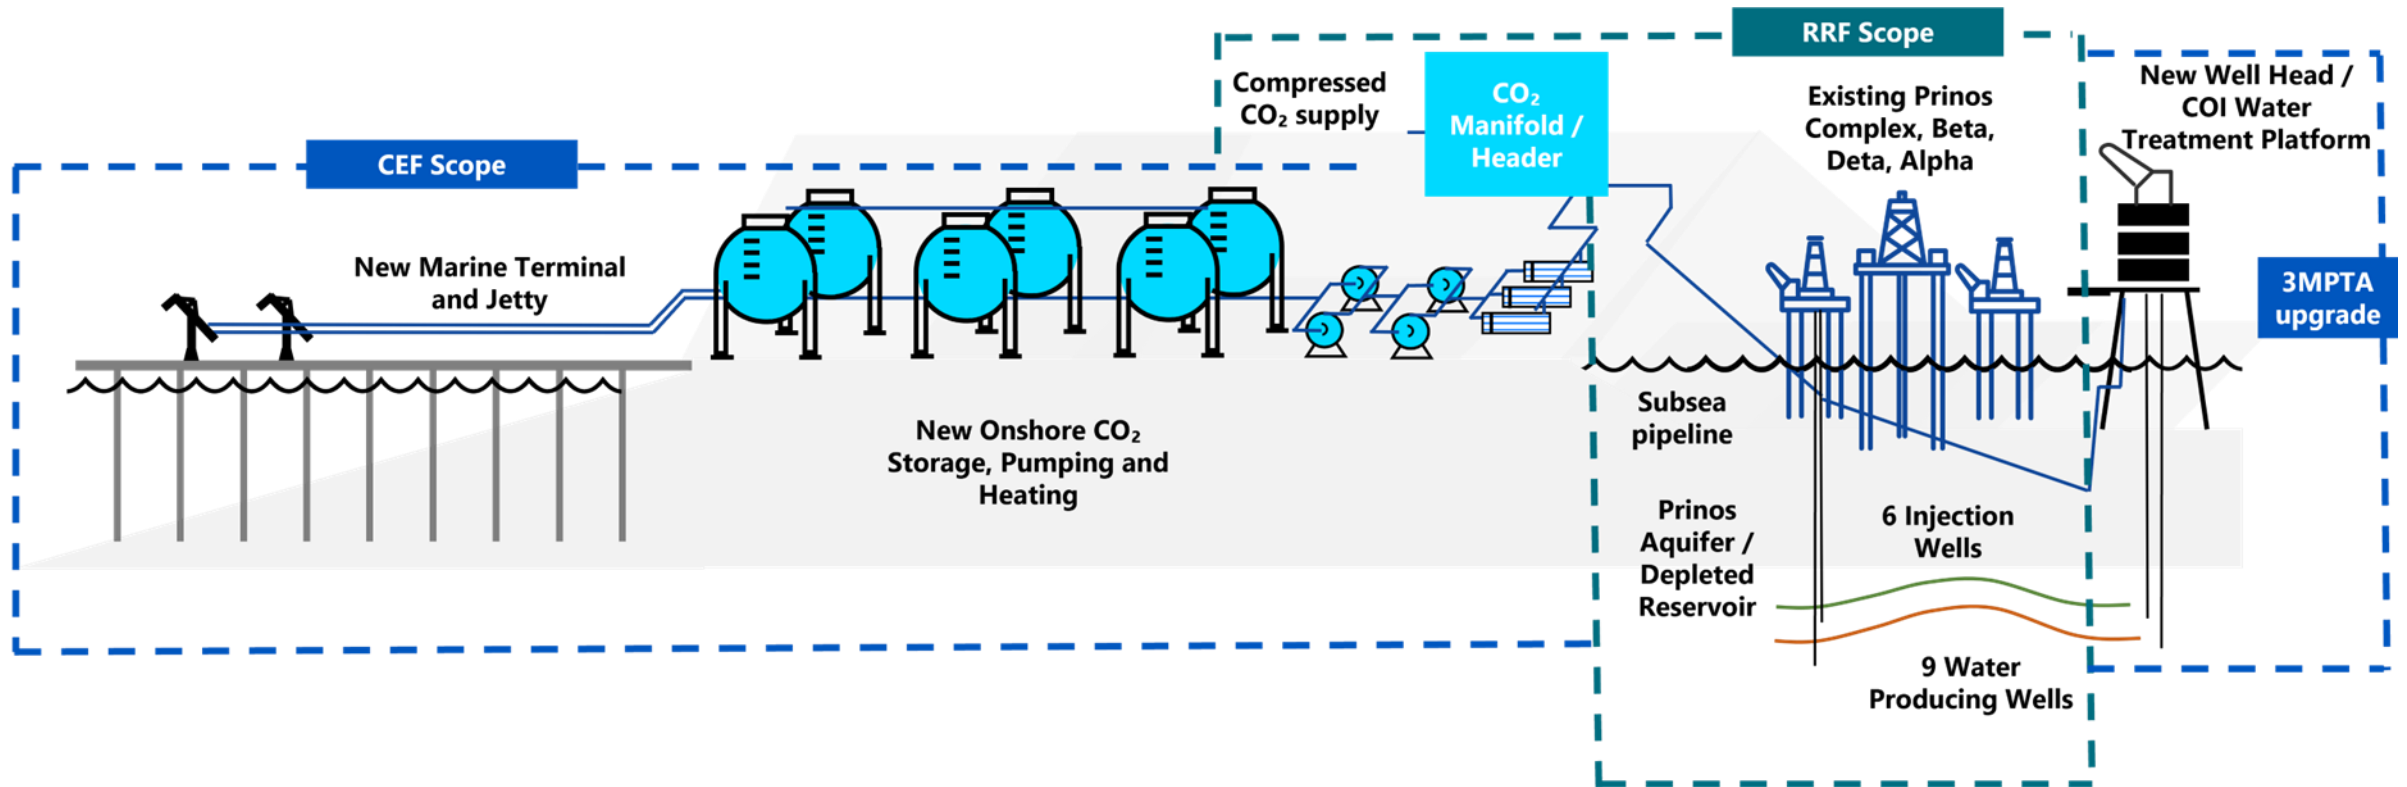 RRF Scope
Compressed
CO₂ supply
CO₂
Manifold /
Header
Existing Prinos
Complex, Beta,
Deta, Alpha
New Well Head /
COI Water
Treatment Platform
CEF Scope
New Marine Terminal
and Jetty
3MPTA
upgrade
Subsea
pipeline
New Onshore CO₂
Storage, Pumping and
Heating
Prinos
Aquifer /
Depleted
Reservoir
6 Injection
Wells
9 Water
Producing Wells